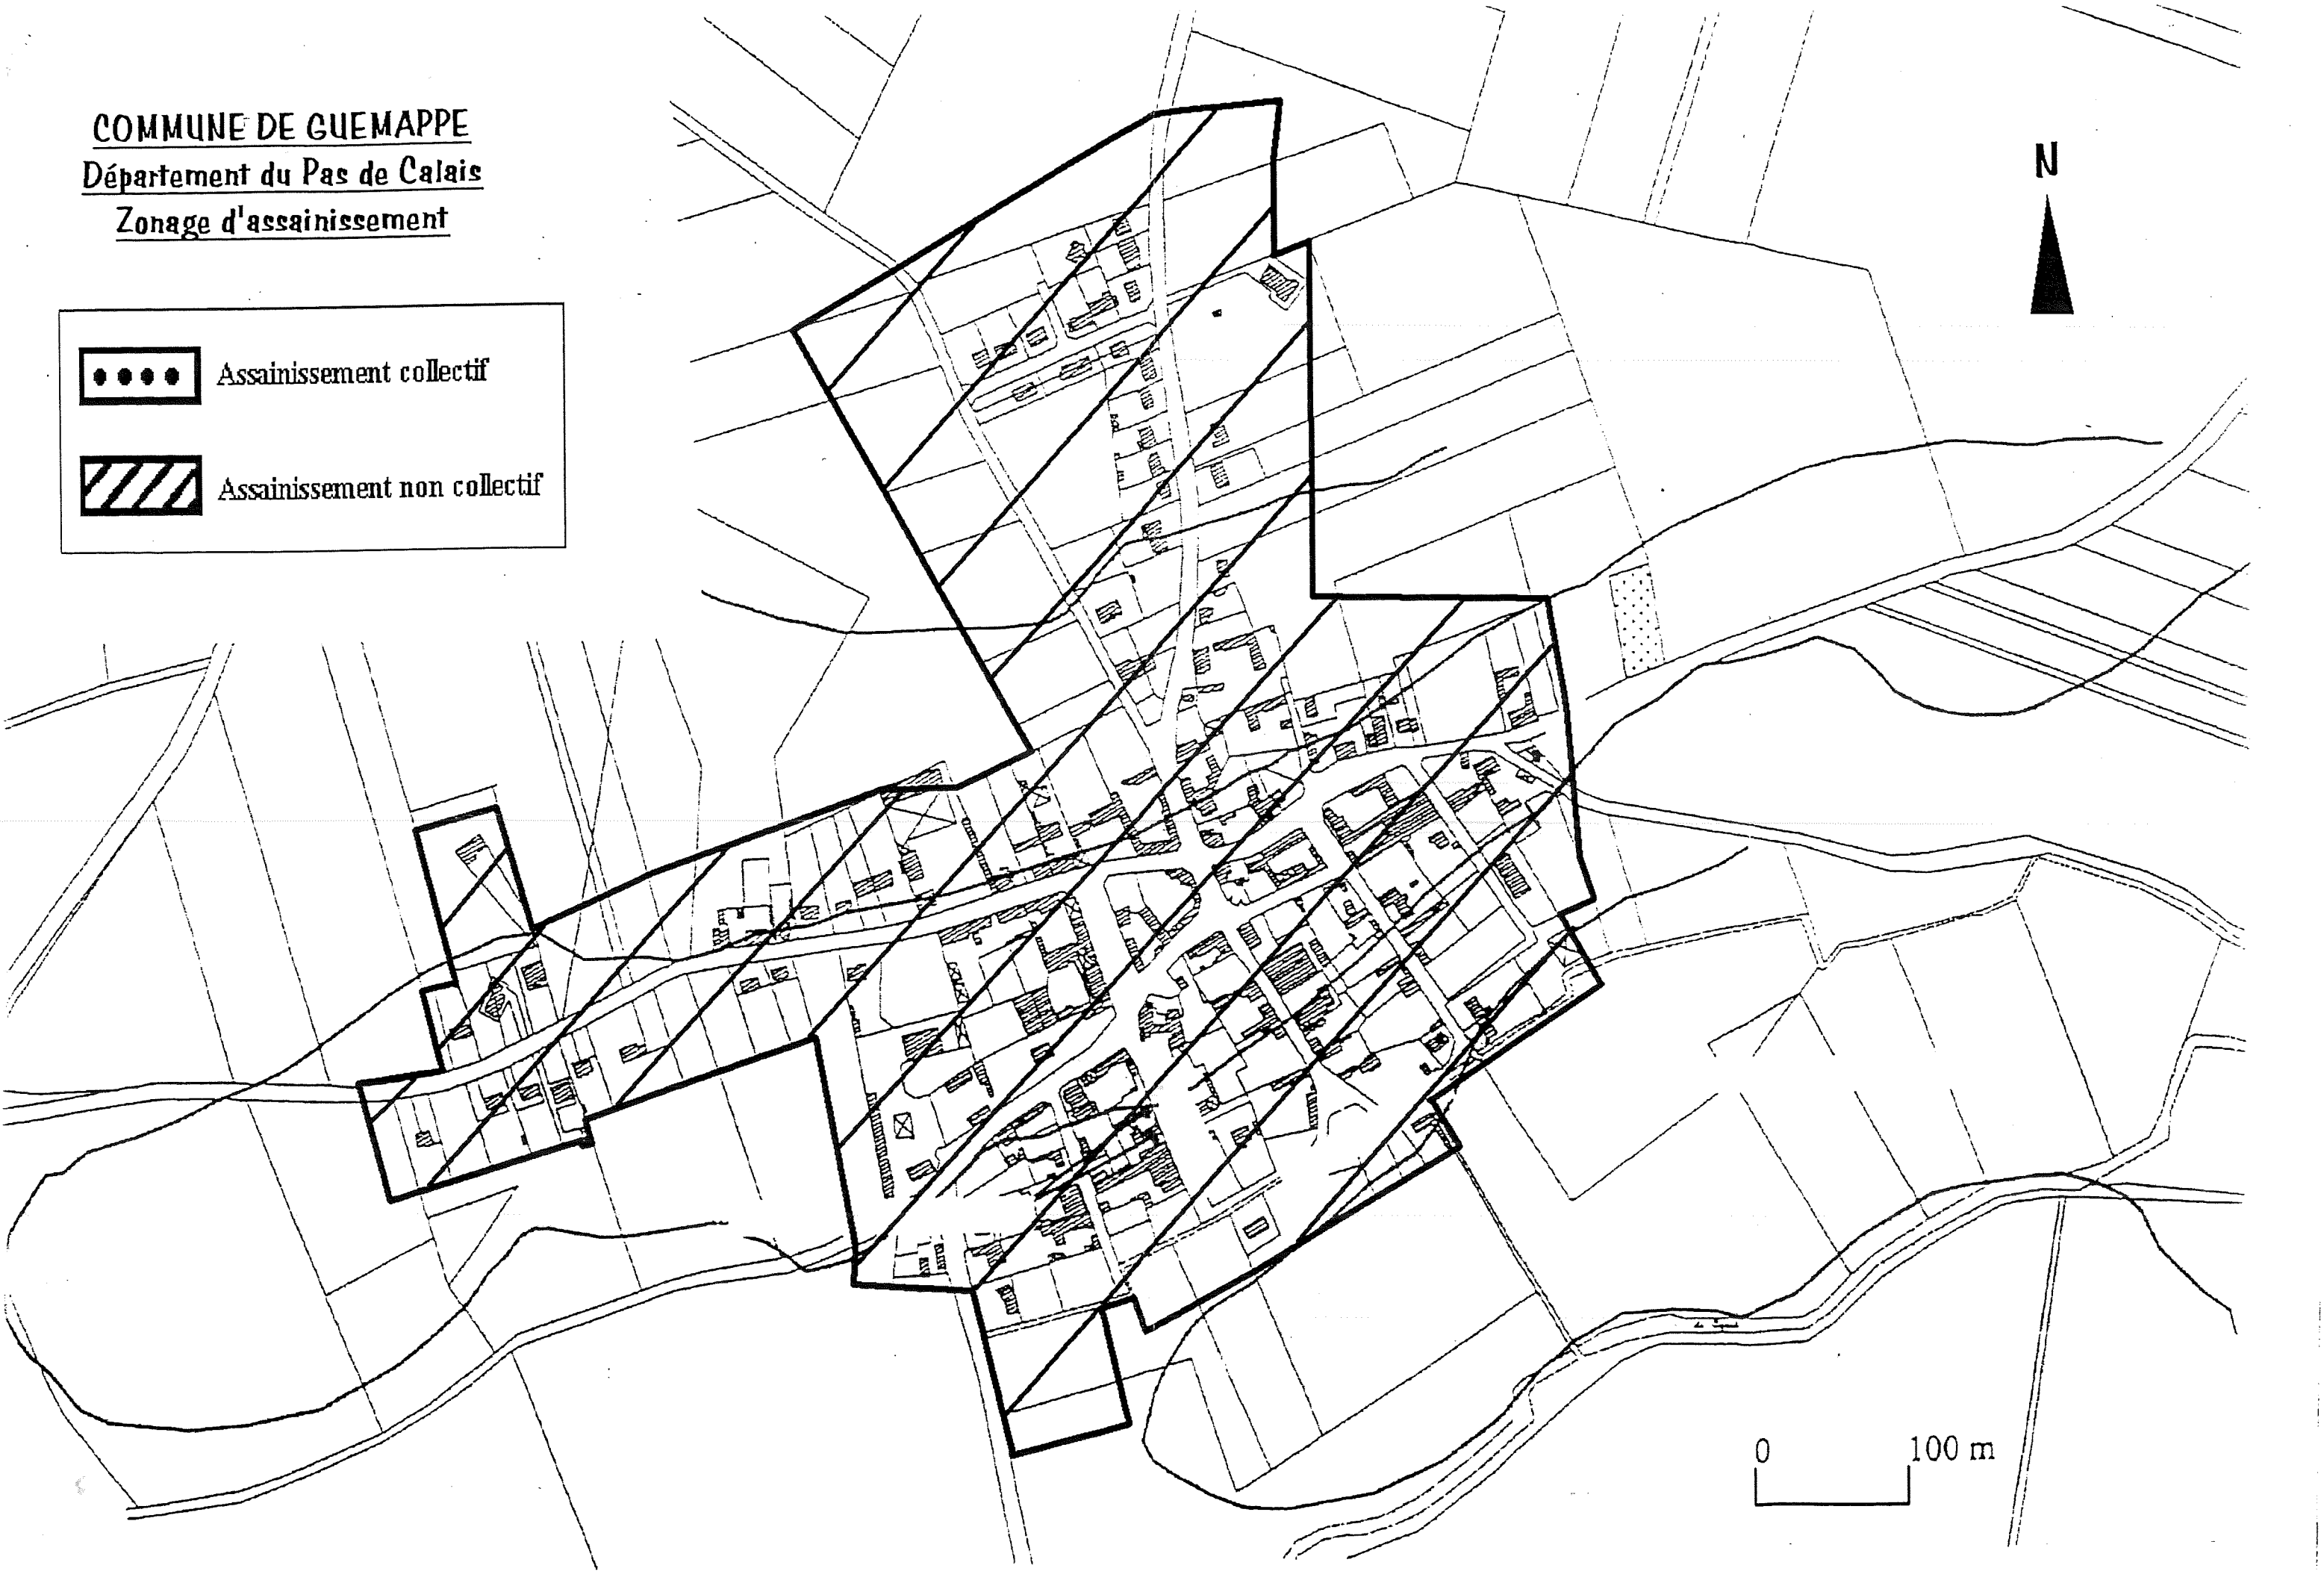 COMMUNE DE GUEMAPPE
Département du Pas de Calais
Zonage d'assainissement
Assainissement collectif
Assainissement non collectif
N
0 100 m